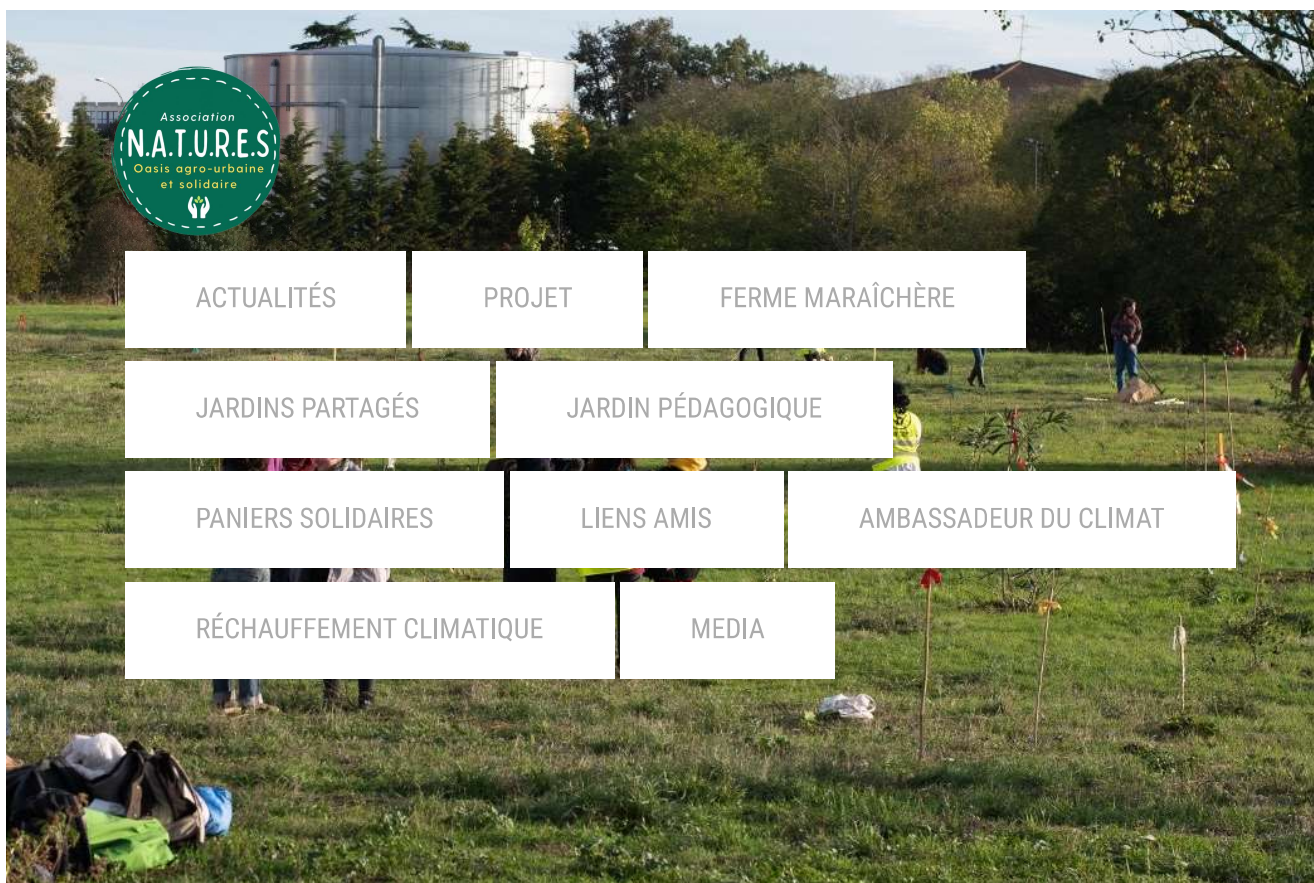 Association
N.A.T.U.R.E.S
Oasis agro-urbaine
et solidaire
ACTUALITÉS PROJET FERME MARAÎCHÈRE
JARDINS PARTAGÉS JARDIN PÉDAGOGIQUE
PANIERS SOLIDAIRES LIENS AMIS AMBASSADEUR DU CLIMAT
RÉCHAUFFEMENT CLIMATIQUE MEDIA